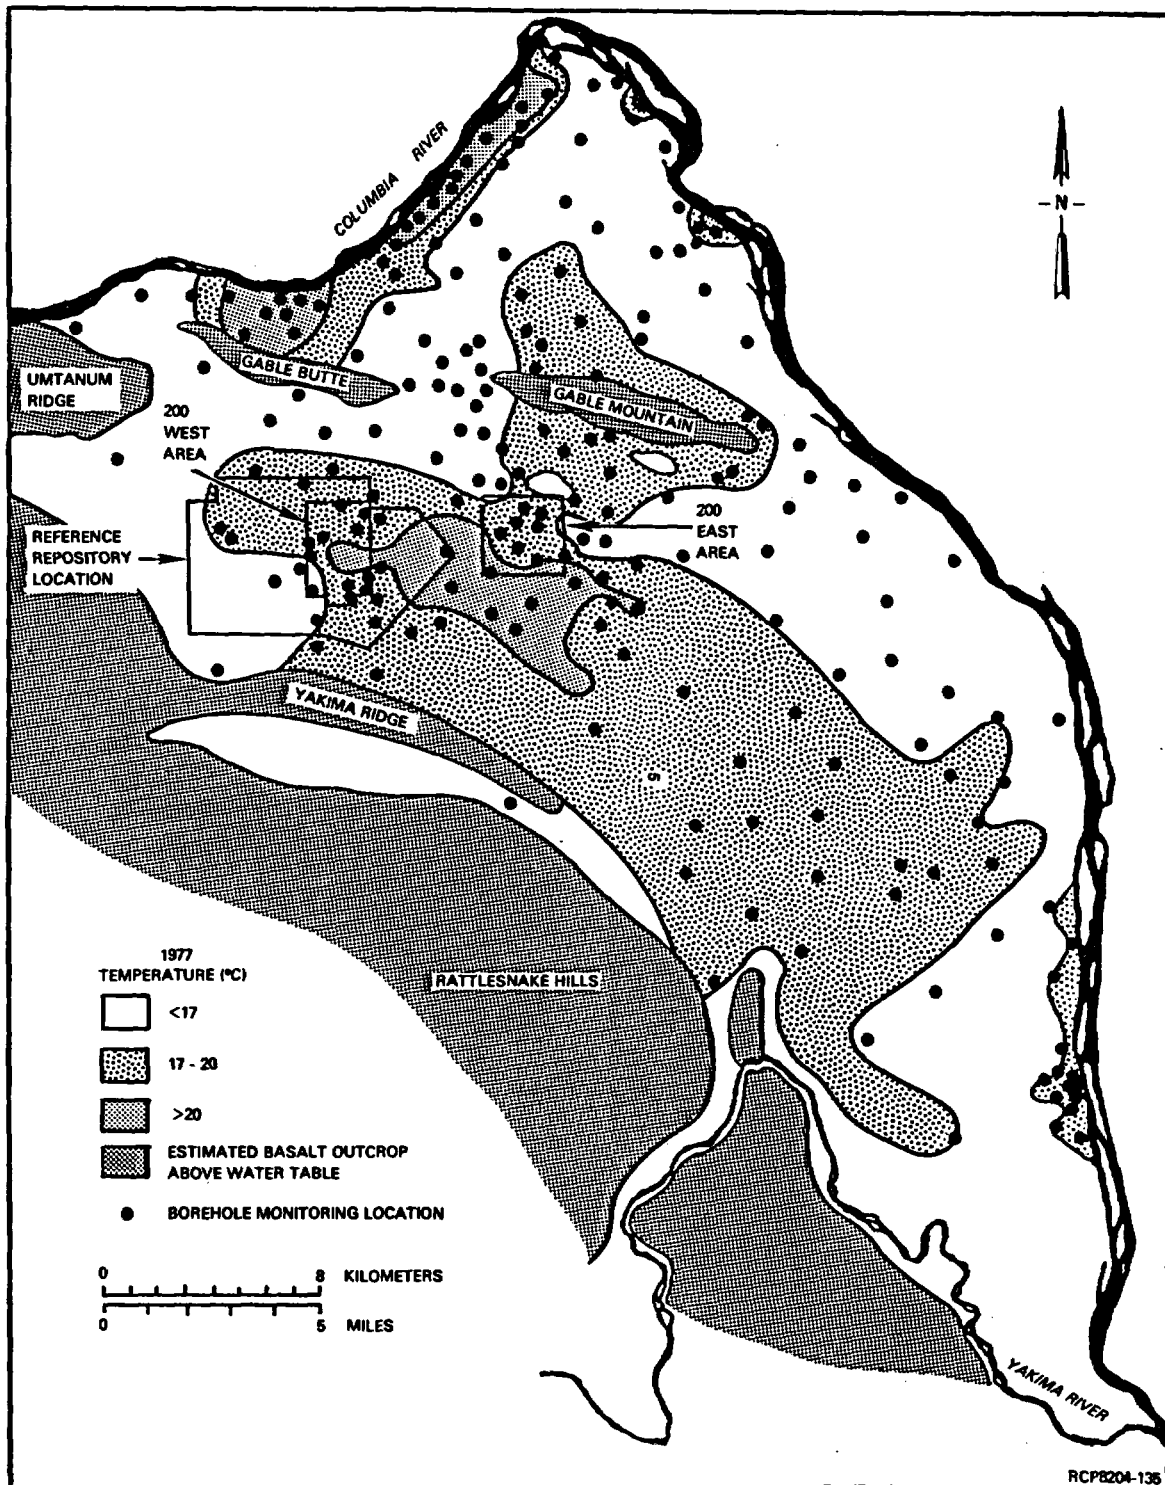 COLUMBIA RIVER
- N -
UMTANUM
RIDGE
GABLE BUTTE
GABLE MOUNTAIN
200
WEST
AREA
REFERENCE
REPOSITORY
LOCATION
200
EAST
AREA
YAKIMA RIDGE
RATTLESNAKE HILLS
1977
TEMPERATURE (°C)
<17
17 - 20
>20
ESTIMATED BASALT OUTCROP
ABOVE WATER TABLE
BOREHOLE MONITORING LOCATION
0 8 KILOMETERS
0 5 MILES
YAKIMA RIVER
RCP8204-135